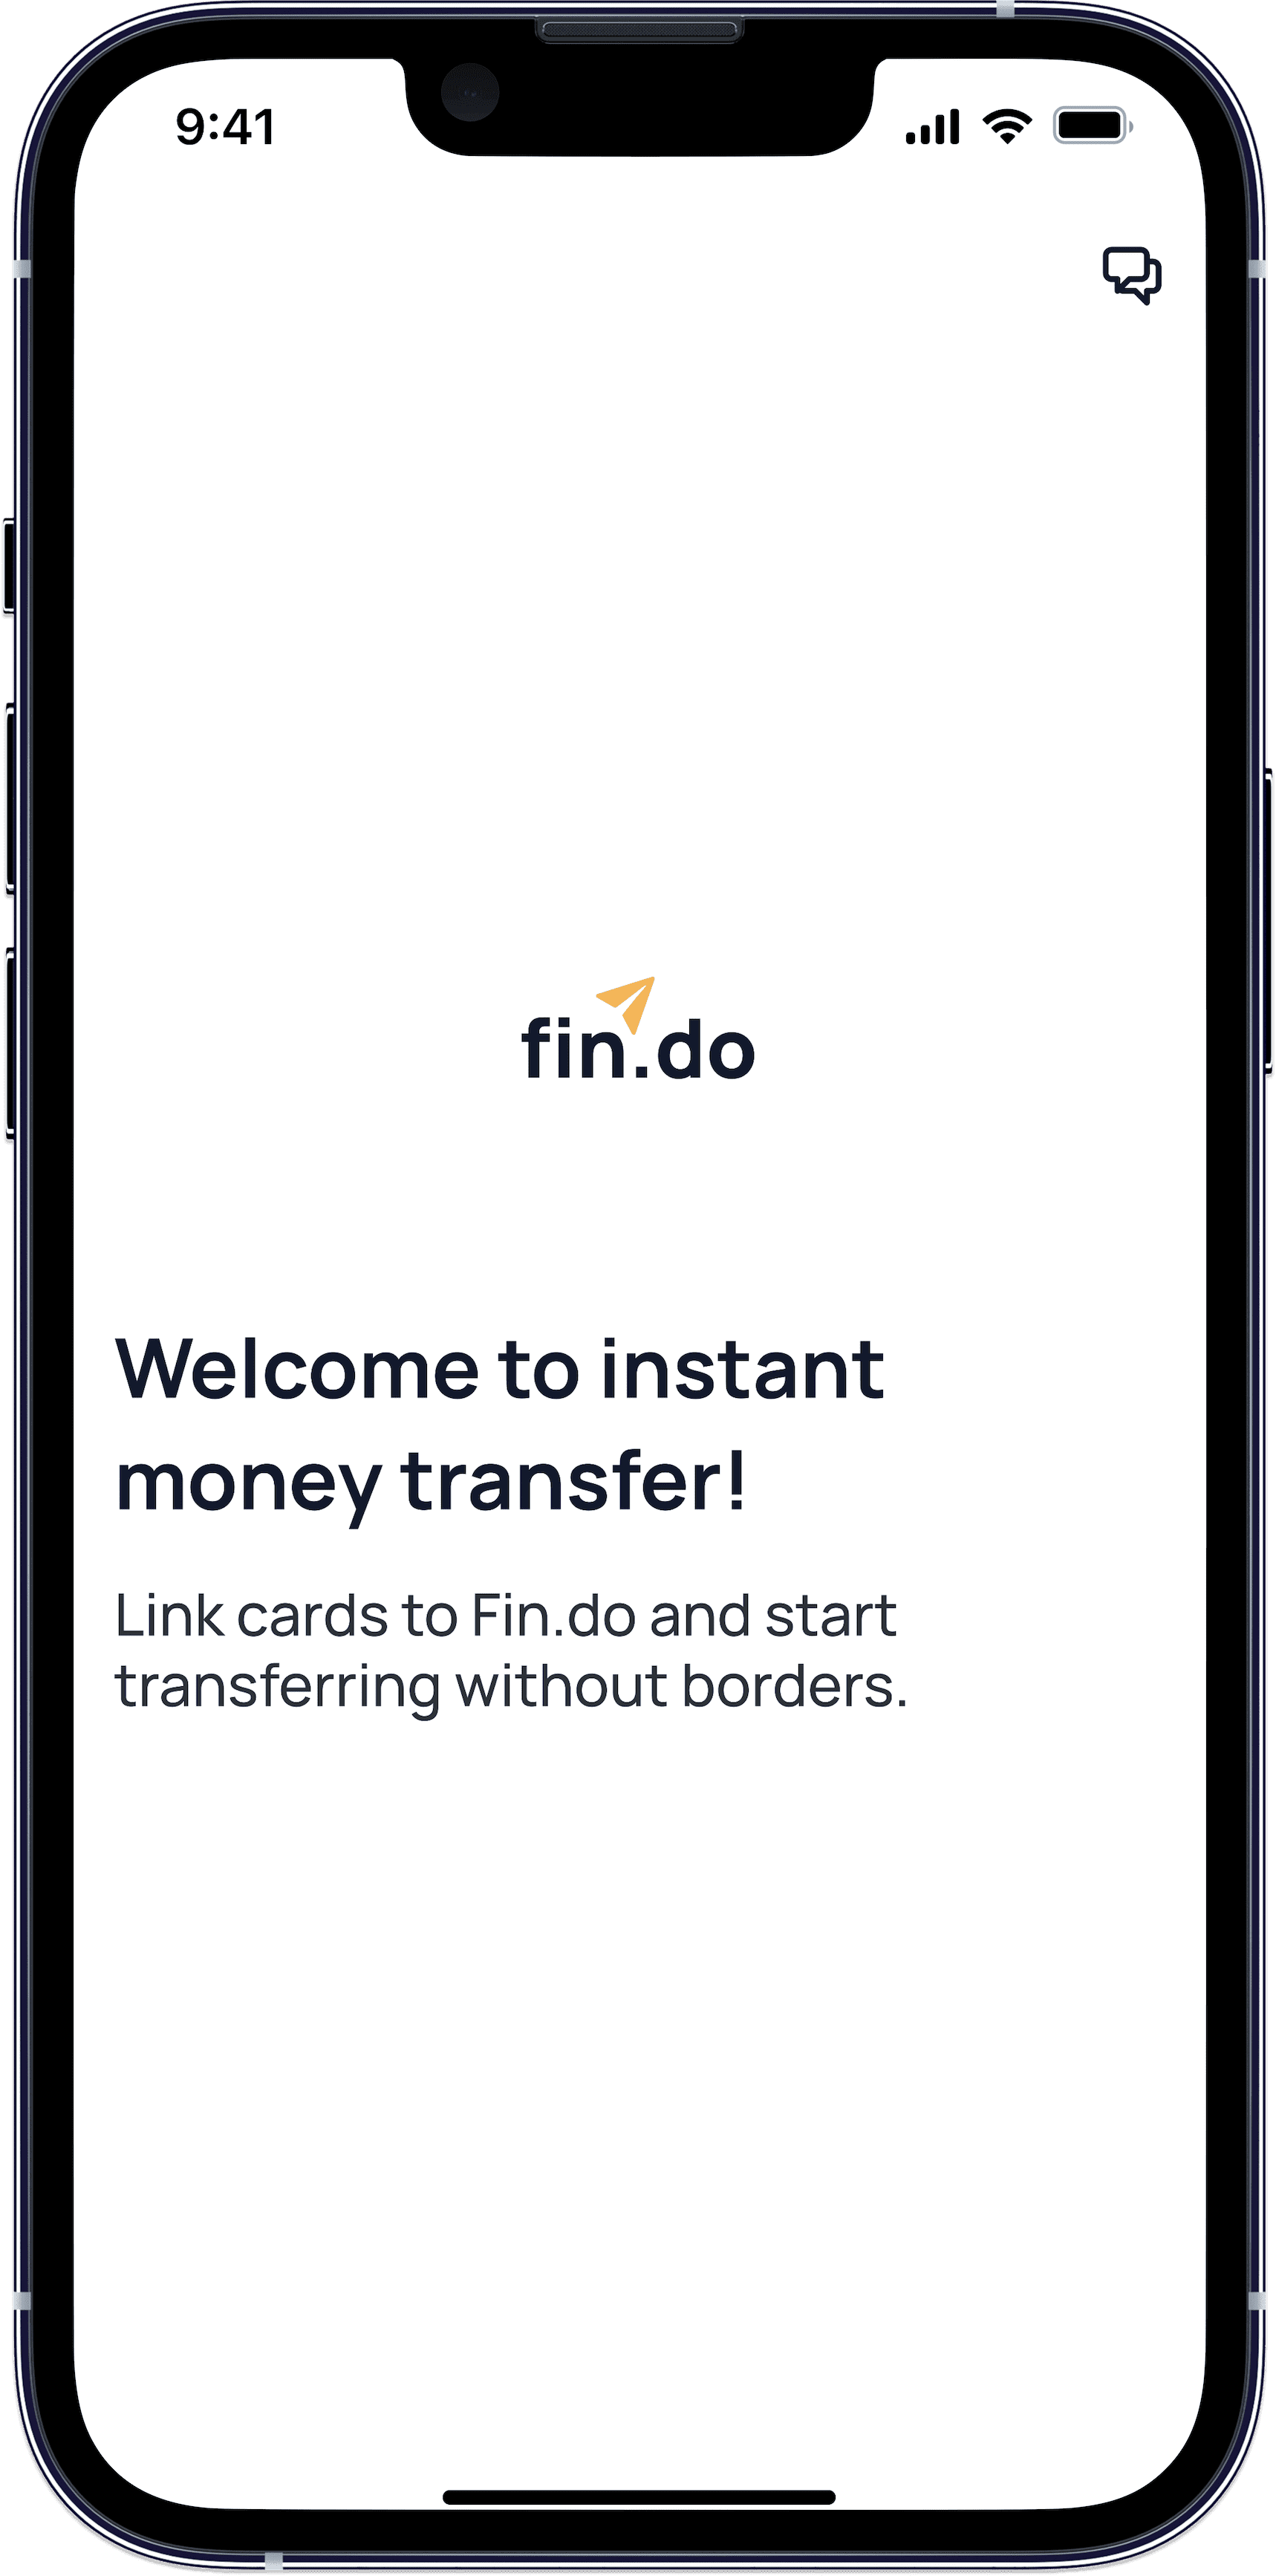 9:41
fin.do
Welcome to instant
money transfer!
Link cards to Fin.do and start
transferring without borders.